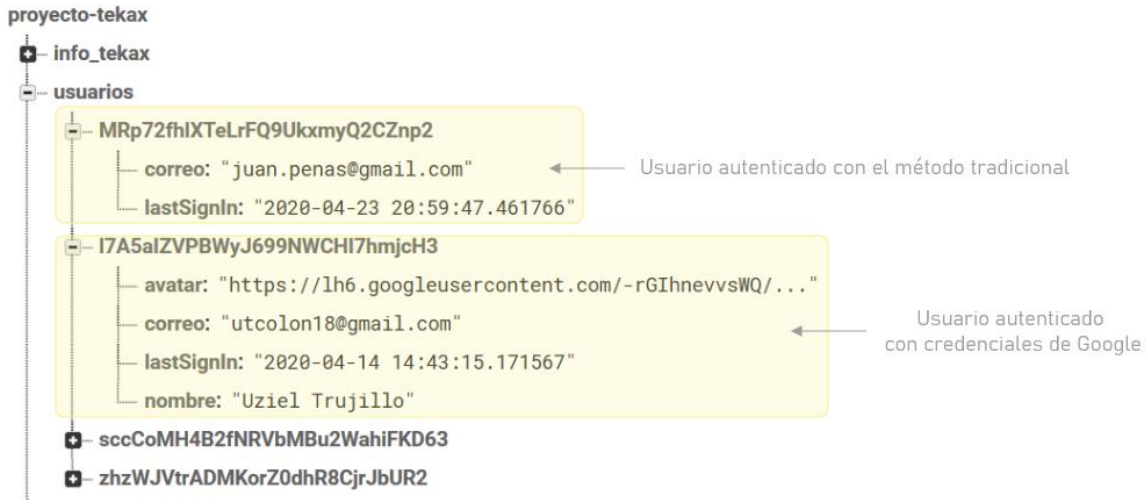 proyecto-tekax
info_tekax
usuarios
MRp72fhlXTeLrFQ9UkxmyQ2CZnp2
correo: "juan.penas@gmail.com"
Usuario autenticado con el método tradicional
lastSignIn: "2020-04-23 20:59:47.461766"
I7A5aIZVPBWyJ699NWCHI7hmjcH3
avatar: "https://lh6.googleusercontent.com/-rGIhnevvsWQ/..."
correo: "utcolon18@gmail.com"
Usuario autenticado
con credenciales de Google
lastSignIn: "2020-04-14 14:43:15.171567"
nombre: "Uziel Trujillo"
sccCoMH4B2fNRVbMBu2WahiFKD63
zhzWJVtrADMKorZ0dhR8CjrJbUR2